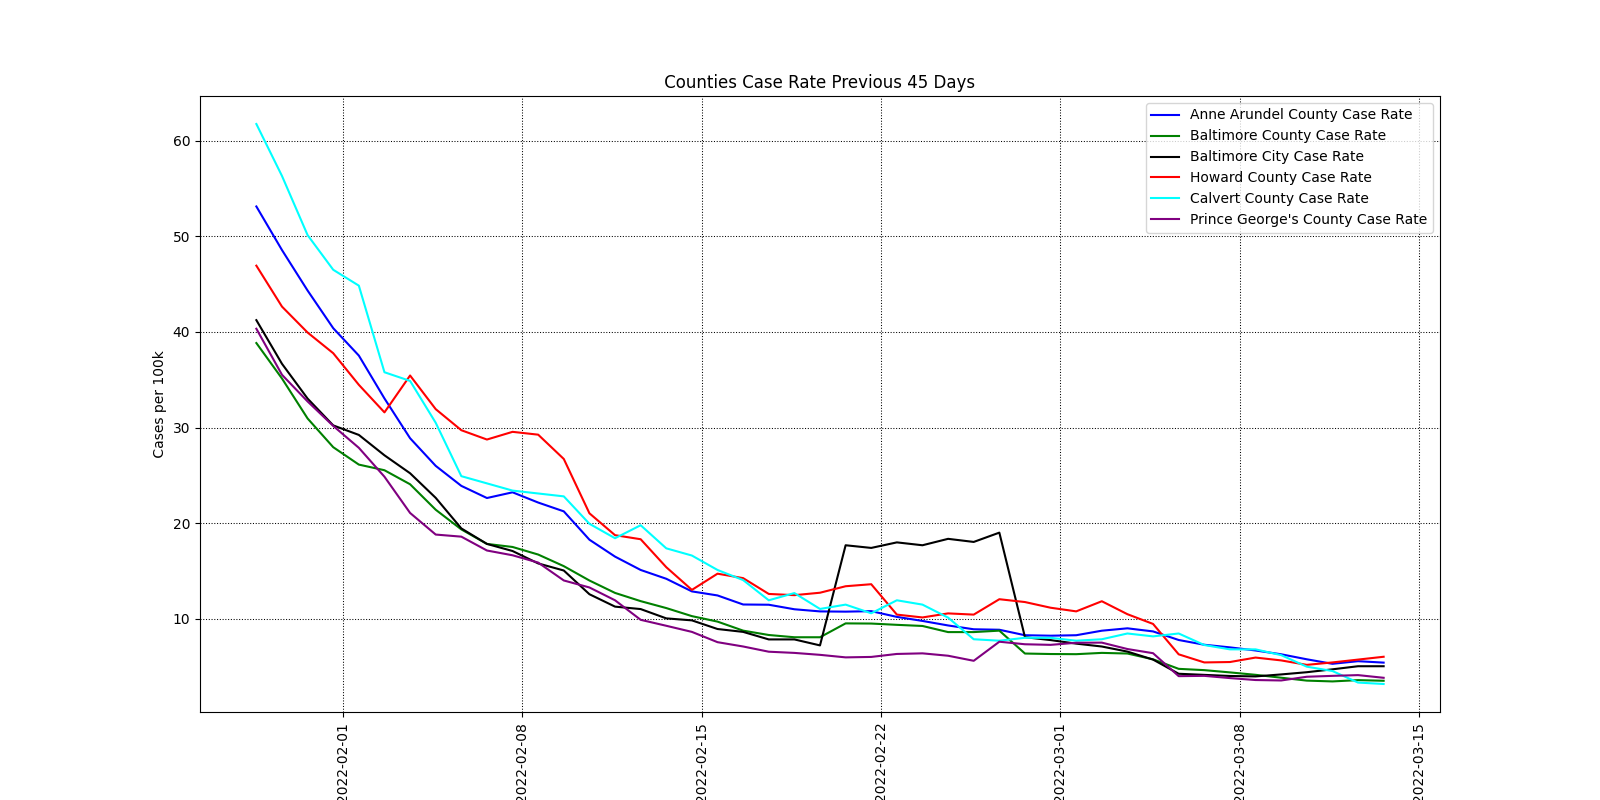 Counties Case Rate Previous 45 Days
Anne Arundel County Case Rate
Baltimore County Case Rate
Baltimore City Case Rate
Howard County Case Rate
Calvert County Case Rate
Prince George's County Case Rate
60
50
40
30
20
10
Cases per 100k
2022-02-01
2022-02-08
2022-02-15
2022-02-22
2022-03-01
2022-03-08
2022-03-15